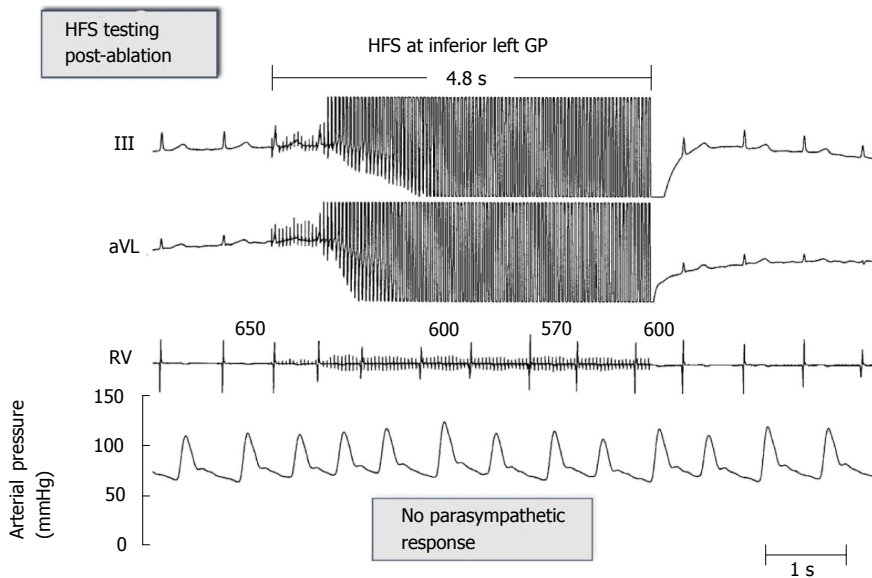 HFS testing
post-ablation
HFS at inferior left GP
4.8 s
III
aVL
650
600
570
600
RV
150
100
50
0
Arterial pressure
(mmHg)
No parasympathetic
response
1 s